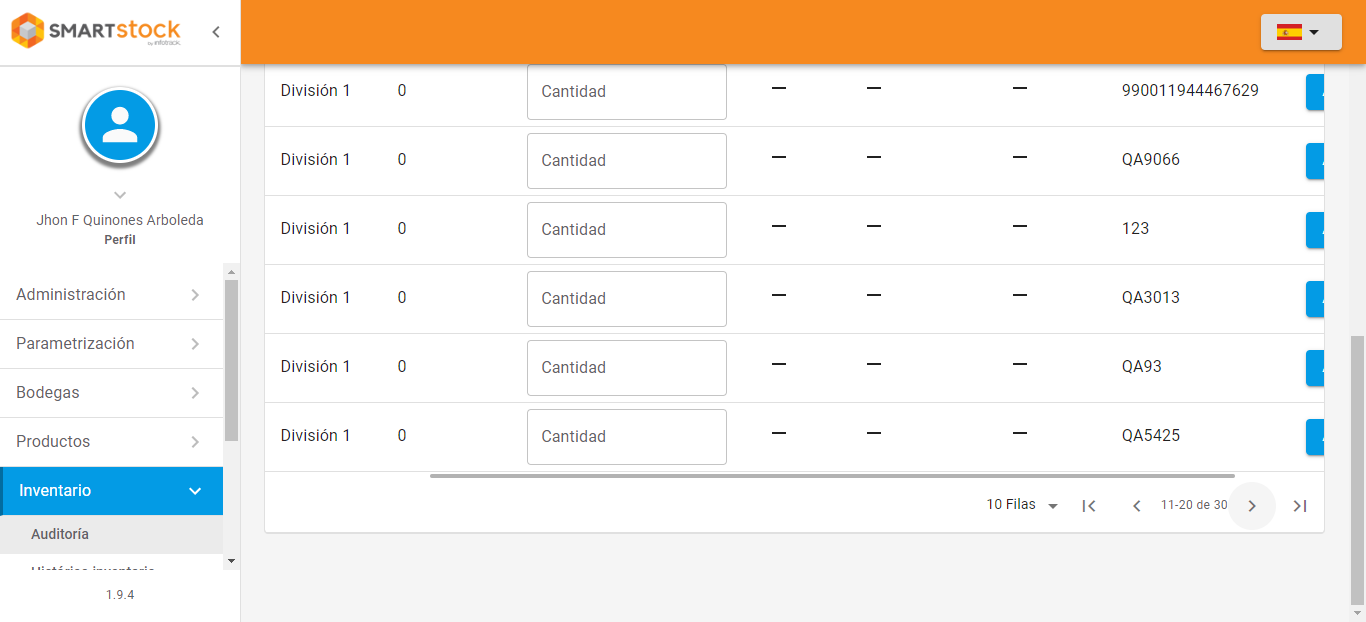 SMARTstock
by infotrack.
Jhon F Quinones Arboleda
Perfil
Administración
Parametrización
Bodegas
Productos
Inventario
Auditoría
Histórico inventario
1.9.4
División 1 0 Cantidad — — — 990011944467629
División 1 0 Cantidad — — — QA9066
División 1 0 Cantidad — — — 123
División 1 0 Cantidad — — — QA3013
División 1 0 Cantidad — — — QA93
División 1 0 Cantidad — — — QA5425
10 Filas 11-20 de 30